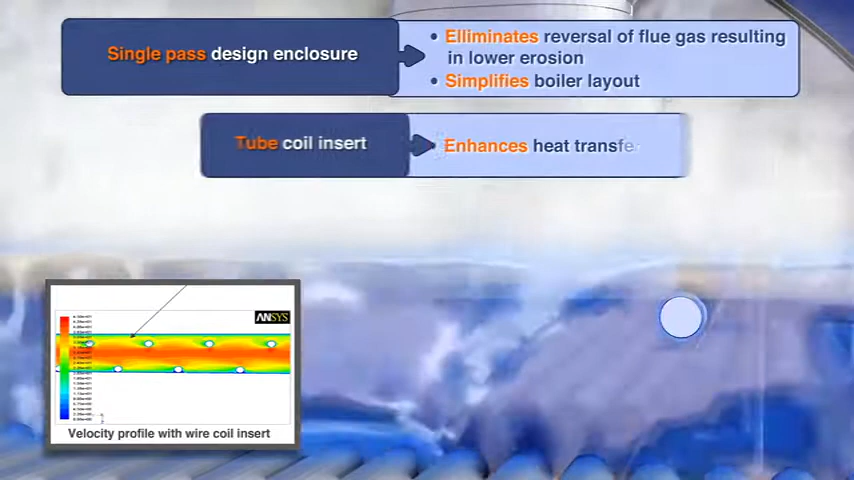 Single pass design enclosure
• Elliminates reversal of flue gas resulting
in lower erosion
• Simplifies boiler layout
Tube coil insert
• Enhances heat transfe
ANSYS
Velocity profile with wire coil insert